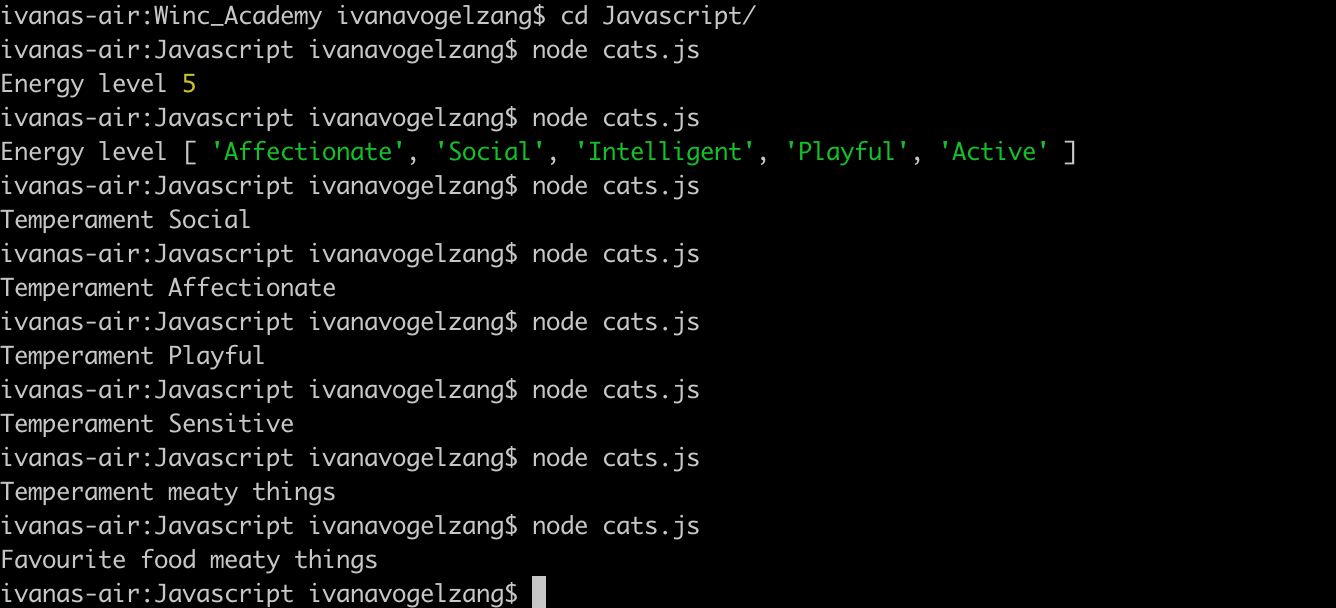 ivanas-air:Winc_Academy ivanavogelzang$ cd Javascript/
ivanas-air:Javascript ivanavogelzang$ node cats.js
Energy level 5
ivanas-air:Javascript ivanavogelzang$ node cats.js
Energy level [ 'Affectionate', 'Social', 'Intelligent', 'Playful', 'Active' ]
ivanas-air:Javascript ivanavogelzang$ node cats.js
Temperament Social
ivanas-air:Javascript ivanavogelzang$ node cats.js
Temperament Affectionate
ivanas-air:Javascript ivanavogelzang$ node cats.js
Temperament Playful
ivanas-air:Javascript ivanavogelzang$ node cats.js
Temperament Sensitive
ivanas-air:Javascript ivanavogelzang$ node cats.js
Temperament meaty things
ivanas-air:Javascript ivanavogelzang$ node cats.js
Favourite food meaty things
ivanas-air:Javascript ivanavogelzang$